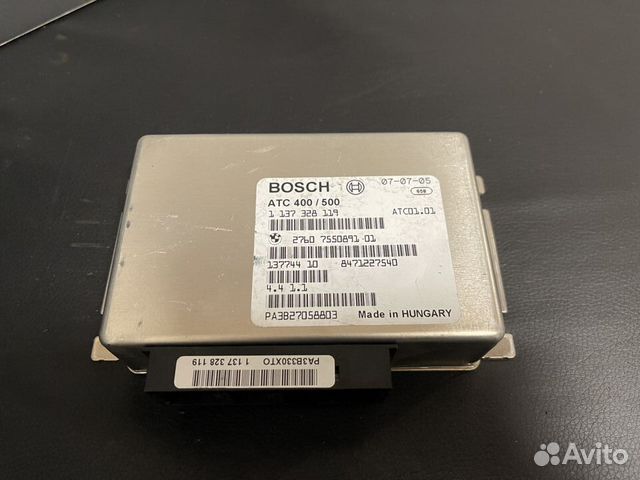 BOSCH 07-07-05
ATC 400 / 500
1 137 328 119 ATC01.01
2760 7550891 01
137744 10 8471227540
4.4 1.1
PA3B27058803 Made in HUNGARY
PA3B330XTO 1 137 328 119
Avito